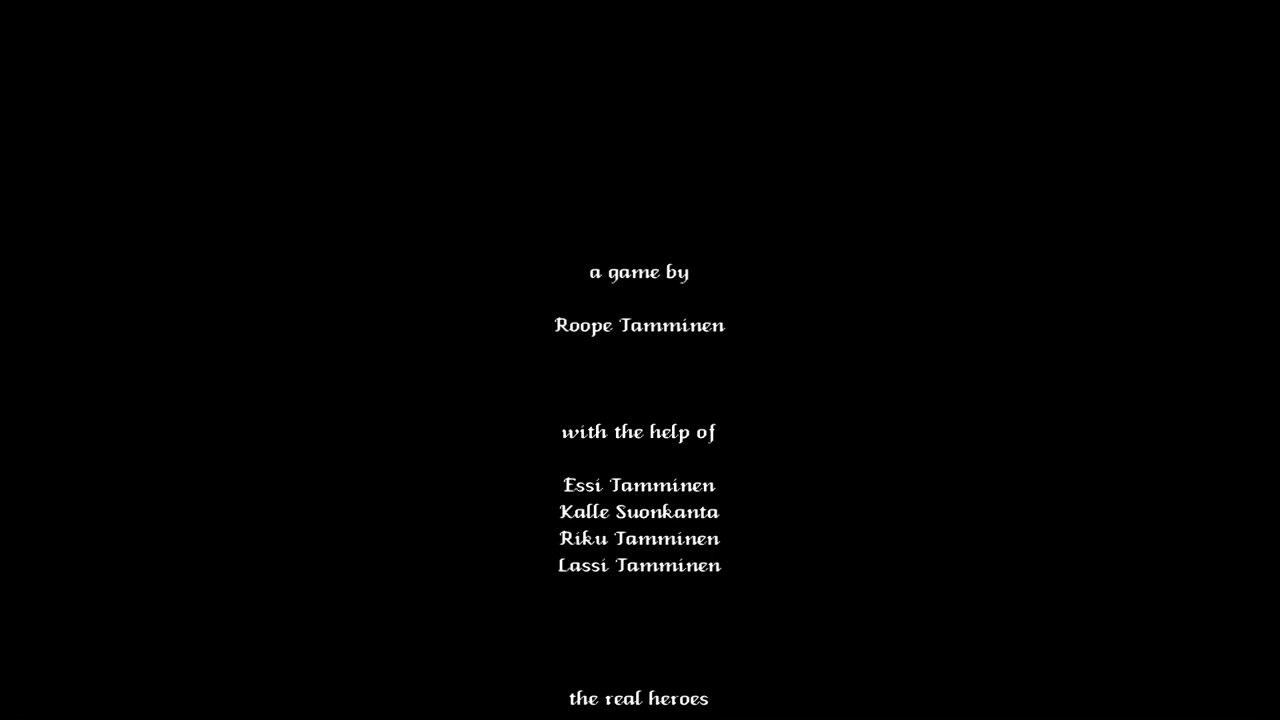 a game by
Roope Tamminen
with the help of
Essi Tamminen
Kalle Suonkanta
Riku Tamminen
Lassi Tamminen
the real heroes